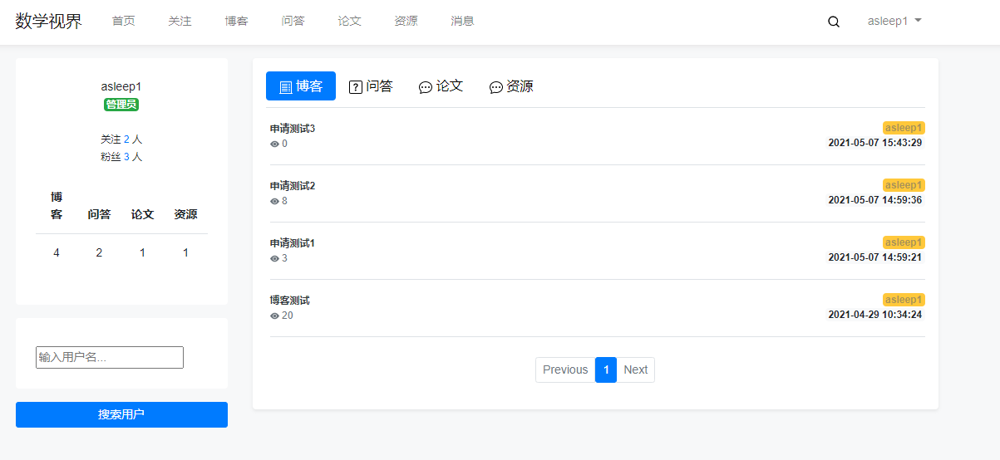 数学视界 首页 关注 博客 问答 论文 资源 消息 asleep1
asleep1
管理员
关注 2 人
粉丝 3 人
博客 问答 论文 资源
4 2 1 1
输入用户名...
搜索用户
博客 问答 论文 资源
申请测试3 asleep1
0 2021-05-07 15:43:29
申请测试2 asleep1
8 2021-05-07 14:59:36
申请测试1 asleep1
3 2021-05-07 14:59:21
博客测试 asleep1
20 2021-04-29 10:34:24
Previous 1 Next